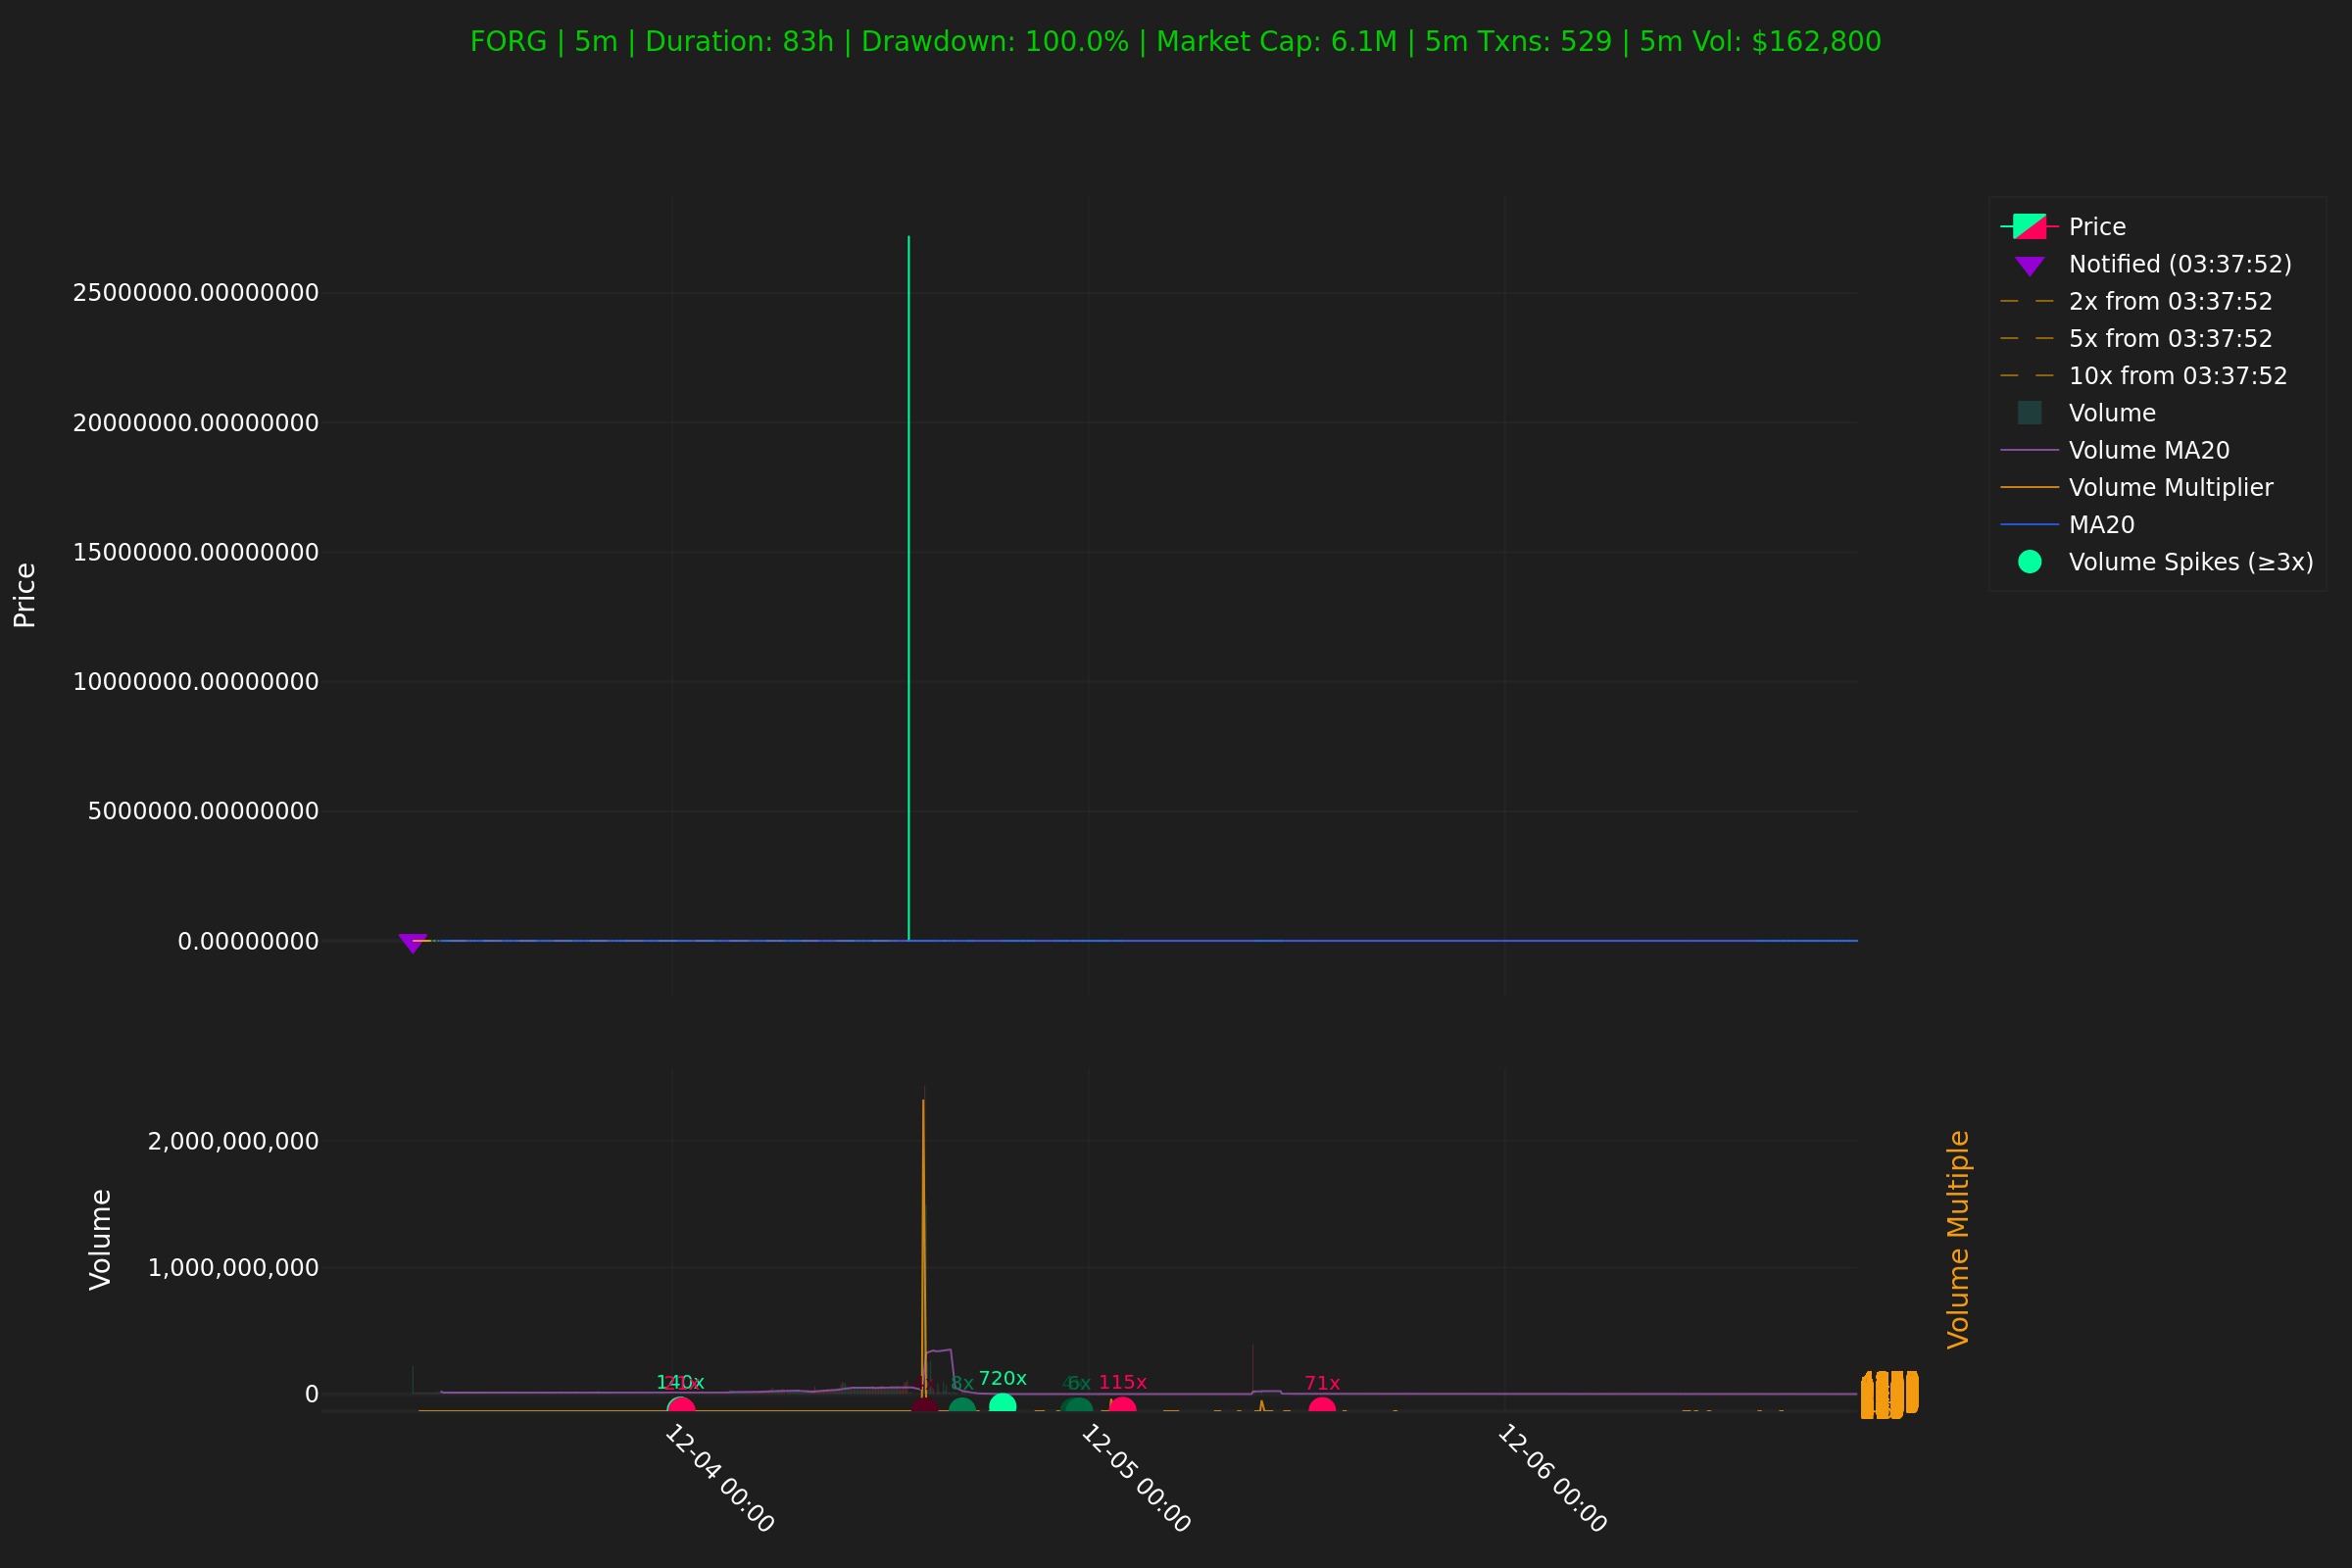 FORG | 5m | Duration: 83h | Drawdown: 100.0% | Market Cap: 6.1M | 5m Txns: 529 | 5m Vol: $162,800
Price
25000000.00000000
20000000.00000000
15000000.00000000
10000000.00000000
5000000.00000000
0.00000000
Price
Notified (03:37:52)
2x from 03:37:52
5x from 03:37:52
10x from 03:37:52
Volume
Volume MA20
Volume Multiplier
MA20
Volume Spikes (≥3x)
Volume
2,000,000,000
1,000,000,000
0
140x
21x
8x
720x
6x
115x
71x
Volume Multiple
12-04 00:00
12-05 00:00
12-06 00:00